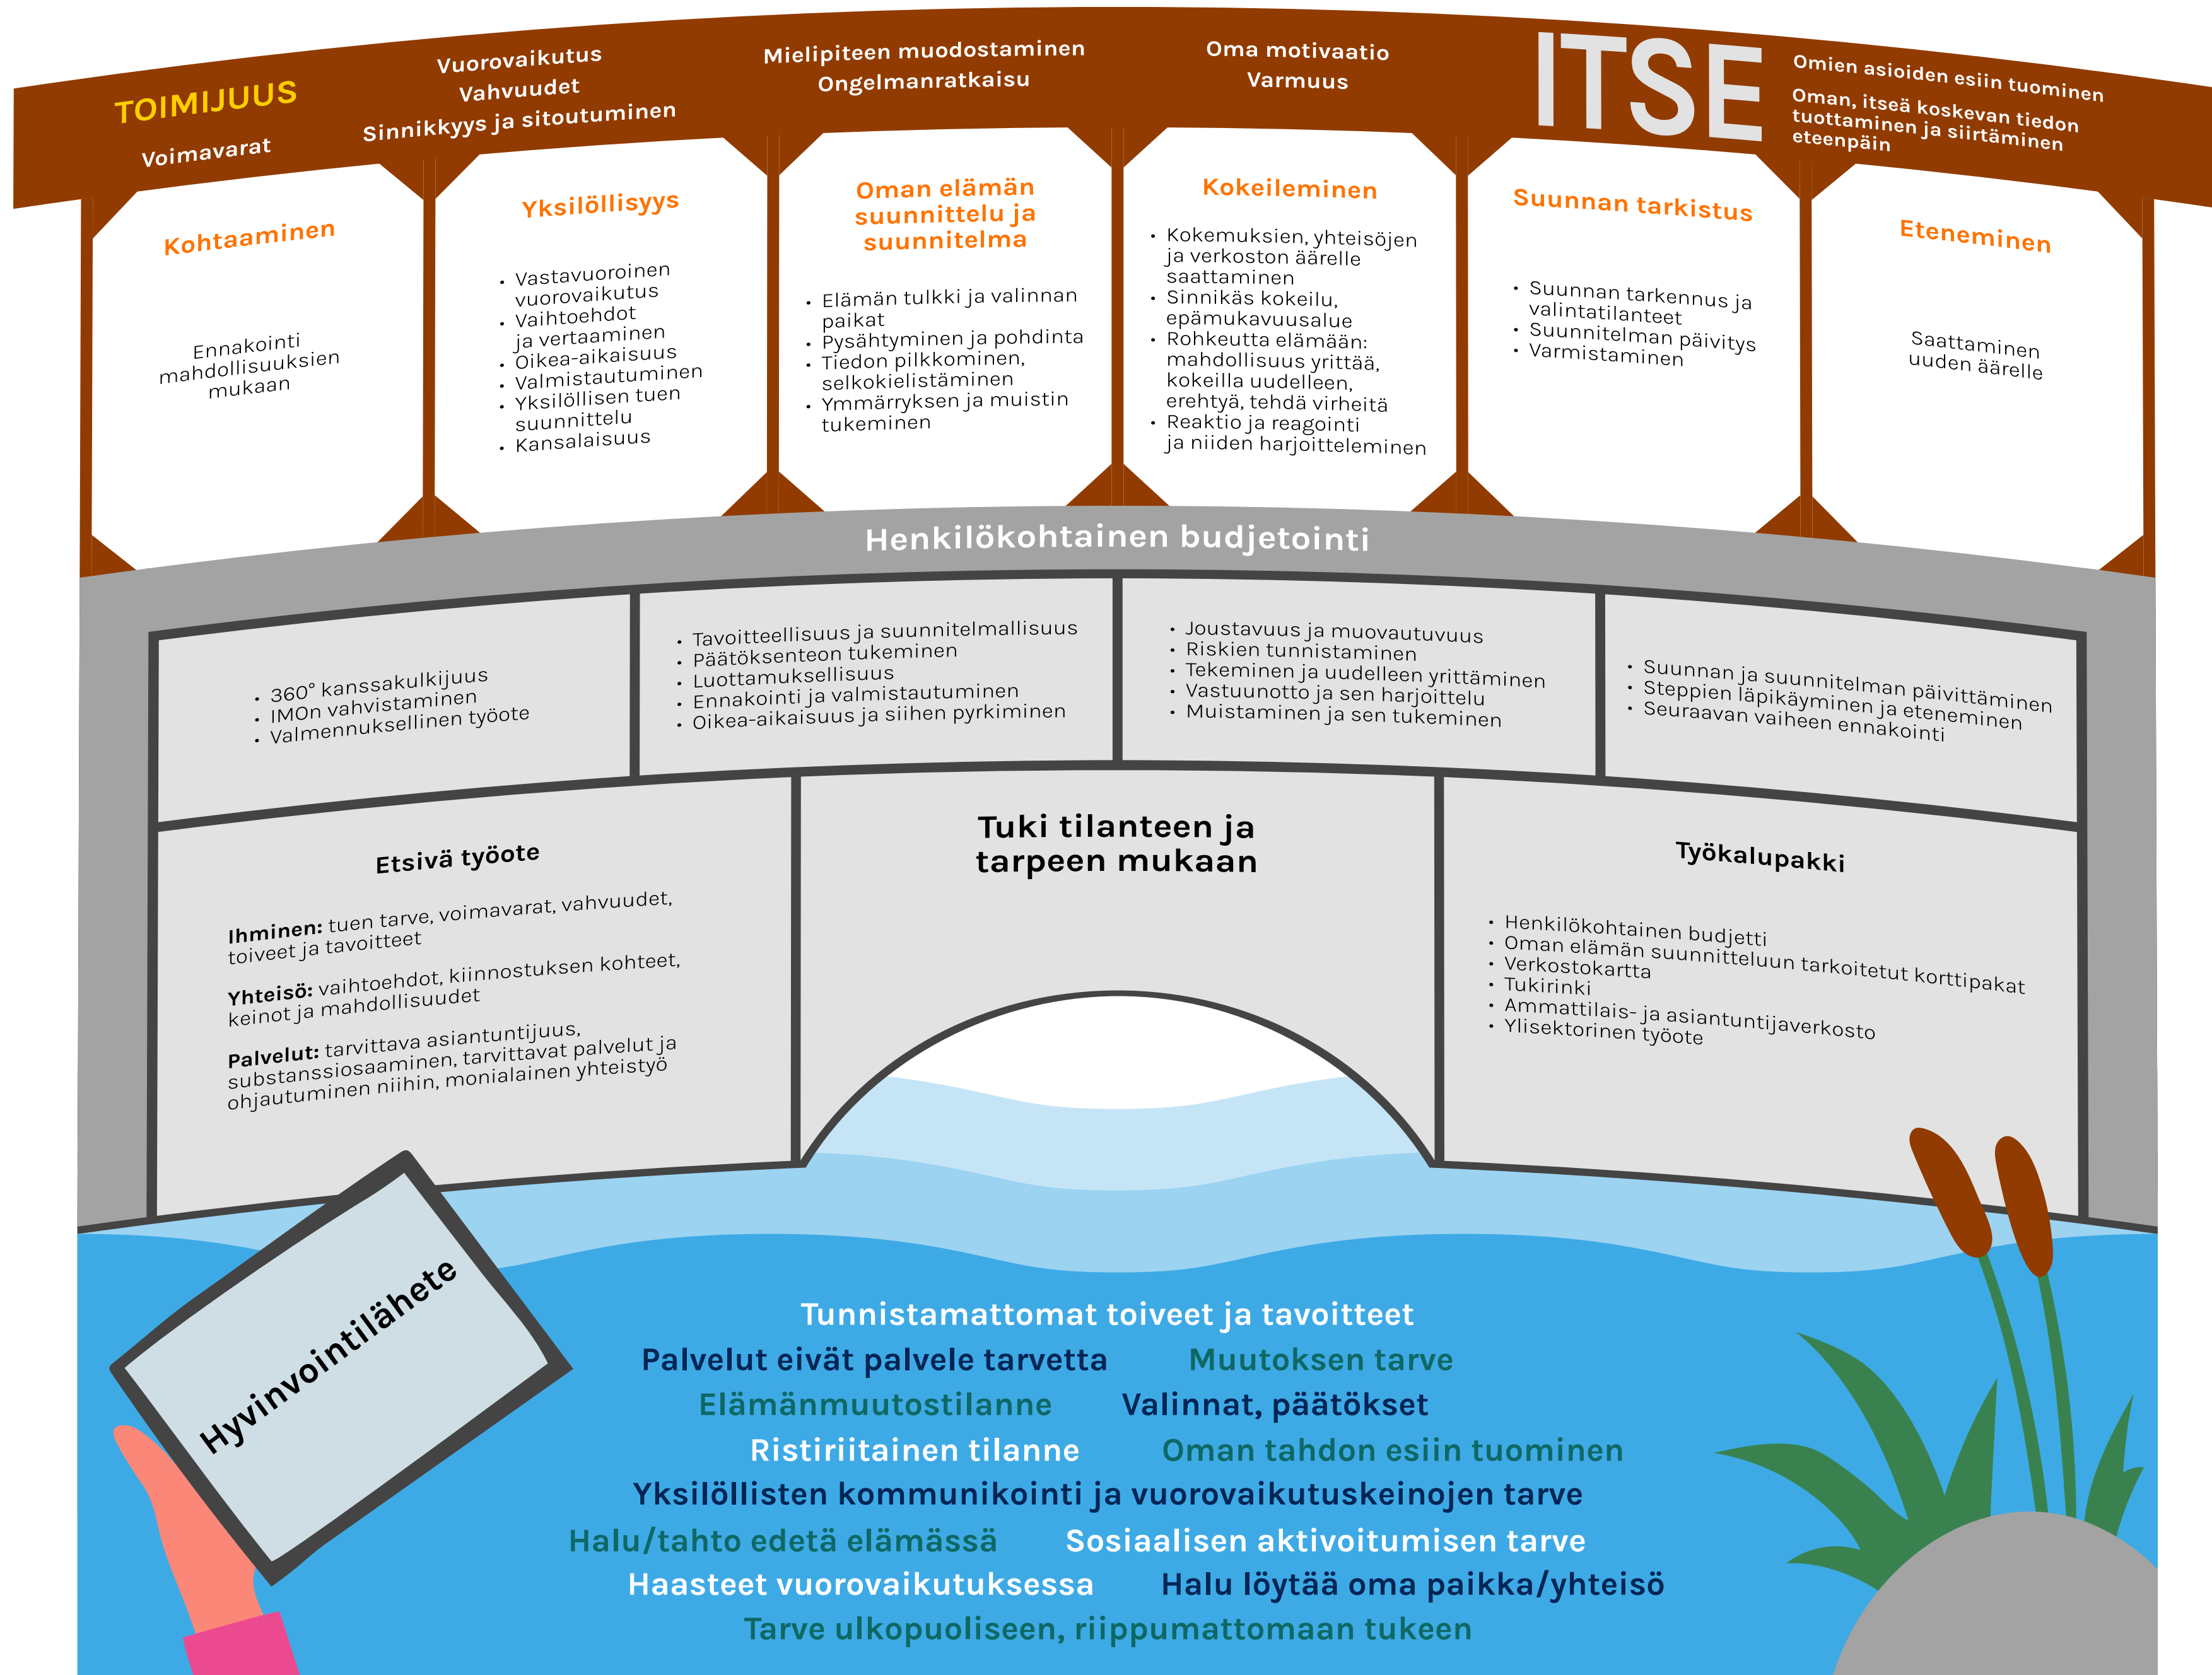 TOIMIJUUS
Voimavarat
Vuorovaikutus
Vahvuudet
Sinnikkyys ja sitoutuminen
Mielipiteen muodostaminen
Ongelmanratkaisu
Oma motivaatio
Varmuus
ITSE
Omien asioiden esiin tuominen
Oman, itseä koskevan tiedon
tuottaminen ja siirtäminen
eteenpäin
Kohtaaminen
Ennakointi
mahdollisuuksien
mukaan
Yksilöllisyys
• Vastavuoroinen
vuorovaikutus
• Vaihtoehdot
ja vertaaminen
• Oikea-aikaisuus
• Valmistautuminen
• Yksilöllisen tuen
suunnittelu
• Kansalaisuus
Oman elämän
suunnittelu ja
suunnitelma
• Elämän tulkki ja valinnan
paikat
• Pysähtyminen ja pohdinta
• Tiedon pilkkominen,
selkokielistäminen
• Ymmärryksen ja muistin
tukeminen
Kokeileminen
• Kokemuksien, yhteisöjen
ja verkoston äärelle
saattaminen
• Sinnikäs kokeilu,
epämukavuusalue
• Rohkeutta elämään:
mahdollisuus yrittää,
kokeilla uudelleen,
erehtyä, tehdä virheitä
• Reaktio ja reagointi
ja niiden harjoitteleminen
Suunnan tarkistus
• Suunnan tarkennus ja
valintatilanteet
• Suunnitelman päivitys
• Varmistaminen
Eteneminen
Saattaminen
uuden äärelle
Henkilökohtainen budjetointi
• 360° kanssakulkijuus
• IMOn vahvistaminen
• Valmennuksellinen työote
• Tavoitteellisuus ja suunnitelmallisuus
• Päätöksenteon tukeminen
• Luottamuksellisuus
• Ennakointi ja valmistautuminen
• Oikea-aikaisuus ja siihen pyrkiminen
• Joustavuus ja muovautuvuus
• Riskien tunnistaminen
• Tekeminen ja uudelleen yrittäminen
• Vastuunotto ja sen harjoittelu
• Muistaminen ja sen tukeminen
• Suunnan ja suunnitelman päivittäminen
• Steppien läpikäyminen ja eteneminen
• Seuraavan vaiheen ennakointi
Etsivä työote
Ihminen: tuen tarve, voimavarat, vahvuudet,
toiveet ja tavoitteet
Yhteisö: vaihtoehdot, kiinnostuksen kohteet,
keinot ja mahdollisuudet
Palvelut: tarvittava asiantuntijuus,
substanssiosaaminen, tarvittavat palvelut ja
ohjautuminen niihin, monialainen yhteistyö
Tuki tilanteen ja
tarpeen mukaan
Työkalupakki
• Henkilökohtainen budjetti
• Oman elämän suunnitteluun tarkoitetut korttipakat
• Verkostokartta
• Tukirinki
• Ammattilais- ja asiantuntijaverkosto
• Ylisektorinen työote
Hyvinvointilähete
Tunnistamattomat toiveet ja tavoitteet
Palvelut eivät palvele tarvetta Muutoksen tarve
Elämänmuutostilanne Valinnat, päätökset
Ristiriitainen tilanne Oman tahdon esiin tuominen
Yksilöllisten kommunikointi ja vuorovaikutuskeinojen tarve
Halu/tahto edetä elämässä Sosiaalisen aktivoitumisen tarve
Haasteet vuorovaikutuksessa Halu löytää oma paikka/yhteisö
Tarve ulkopuoliseen, riippumattomaan tukeen